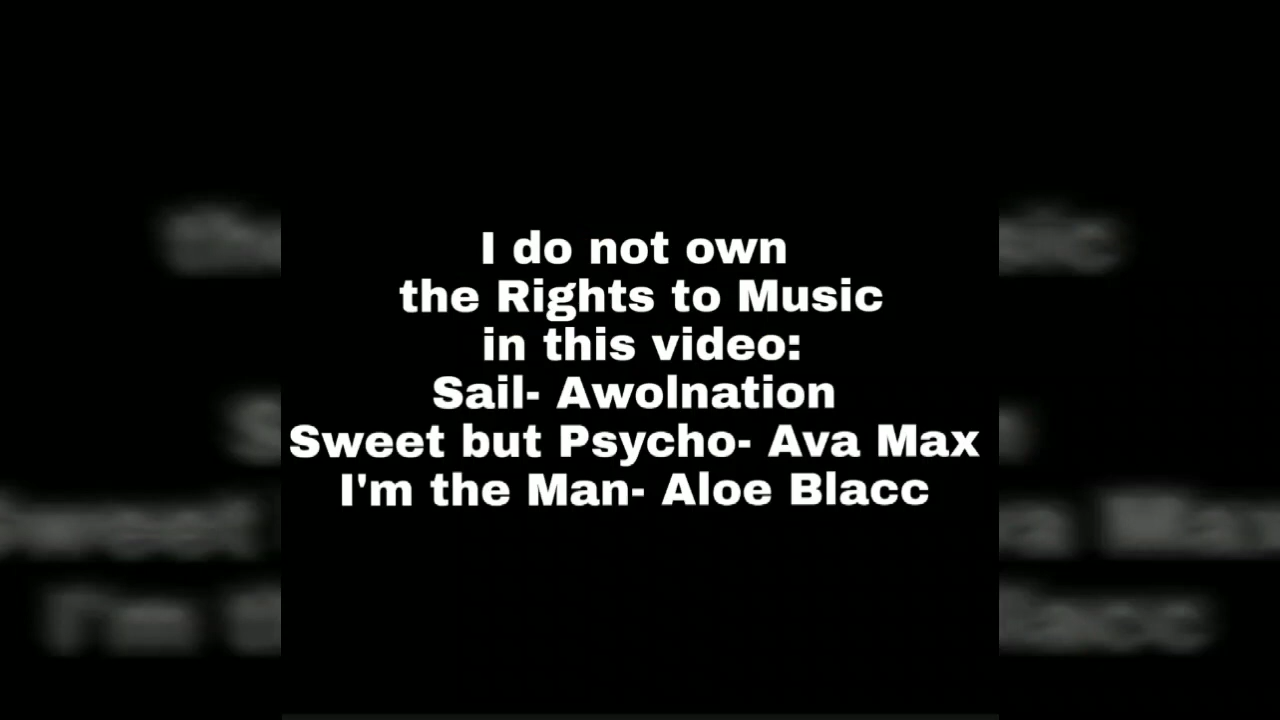 I do not own
the Rights to Music
in this video:
Sail- Awolnation
Sweet but Psycho- Ava Max
I'm the Man- Aloe Blacc